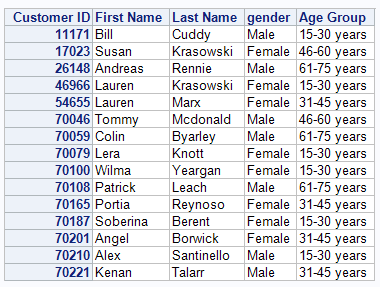 Customer ID First Name Last Name gender Age Group
11171 Bill Cuddy Male 15-30 years
17023 Susan Krasowski Female 46-60 years
26148 Andreas Rennie Male 61-75 years
46966 Lauren Krasowski Female 15-30 years
54655 Lauren Marx Female 31-45 years
70046 Tommy Mcdonald Male 46-60 years
70059 Colin Byarley Male 61-75 years
70079 Lera Knott Female 15-30 years
70100 Wilma Yeargan Female 15-30 years
70108 Patrick Leach Male 61-75 years
70165 Portia Reynoso Female 31-45 years
70187 Soberina Berent Female 15-30 years
70201 Angel Borwick Female 31-45 years
70210 Alex Santinello Male 15-30 years
70221 Kenan Talarr Male 31-45 years